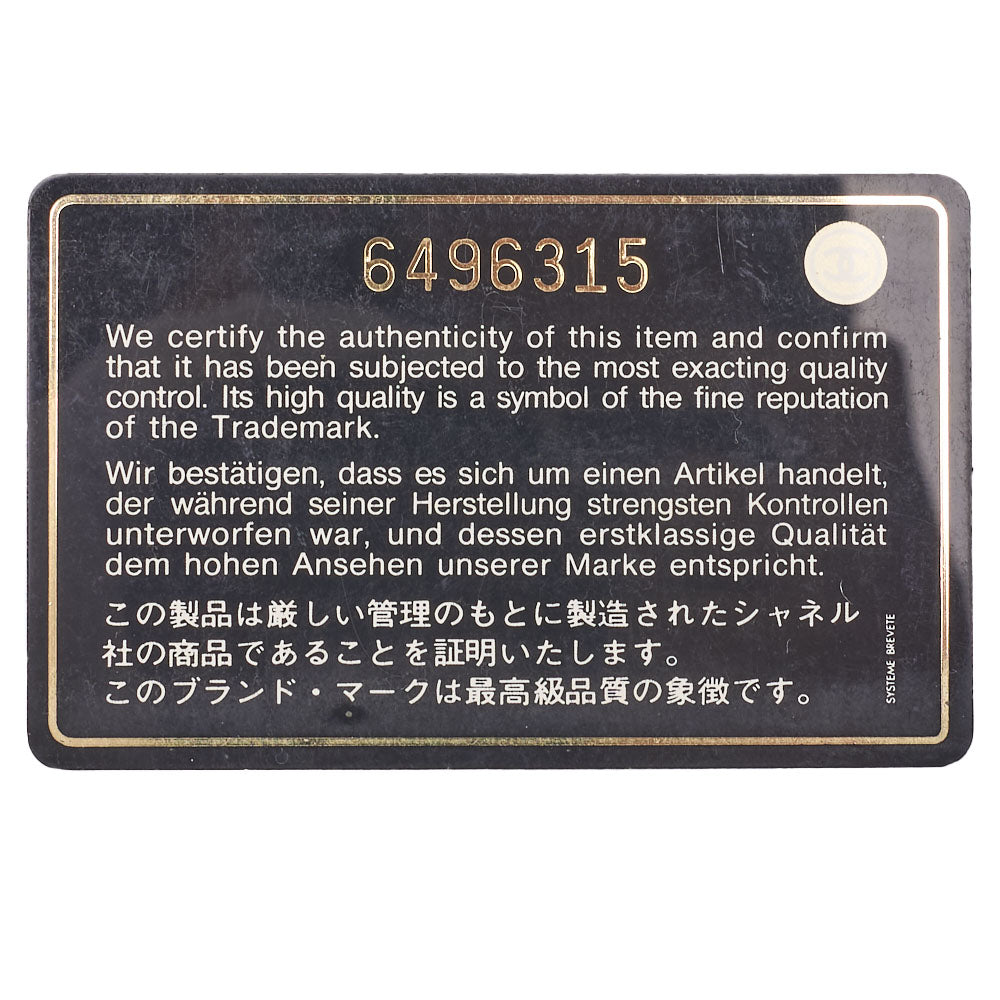 6496315
We certify the authenticity of this item and confirm
that it has been subjected to the most exacting quality
control. Its high quality is a symbol of the fine reputation
of the Trademark.
Wir bestätigen, dass es sich um einen Artikel handelt,
der während seiner Herstellung strengsten Kontrollen
unterworfen war, und dessen erstklassige Qualität
dem hohen Ansehen unserer Marke entspricht.
この製品は厳しい管理のもとに製造されたシャネル
社の商品であることを証明いたします。
このブランド・マークは最高級品質の象徴です。
SYSTEME BREVETE